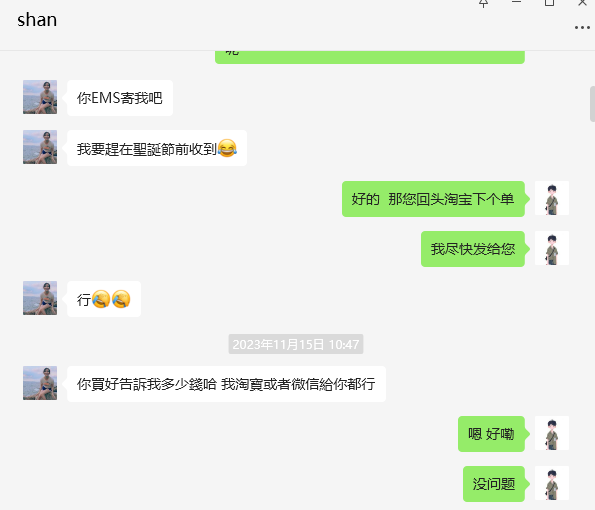 shan
呢
你EMS寄我吧
我要趕在聖誕節前收到😂
好的 那您回头淘宝下个单
我尽快发给您
行🤣🤣
2023年11月15日 10:47
你買好告訴我多少錢哈 我淘寶或者微信給你都行
嗯 好嘞
没问题